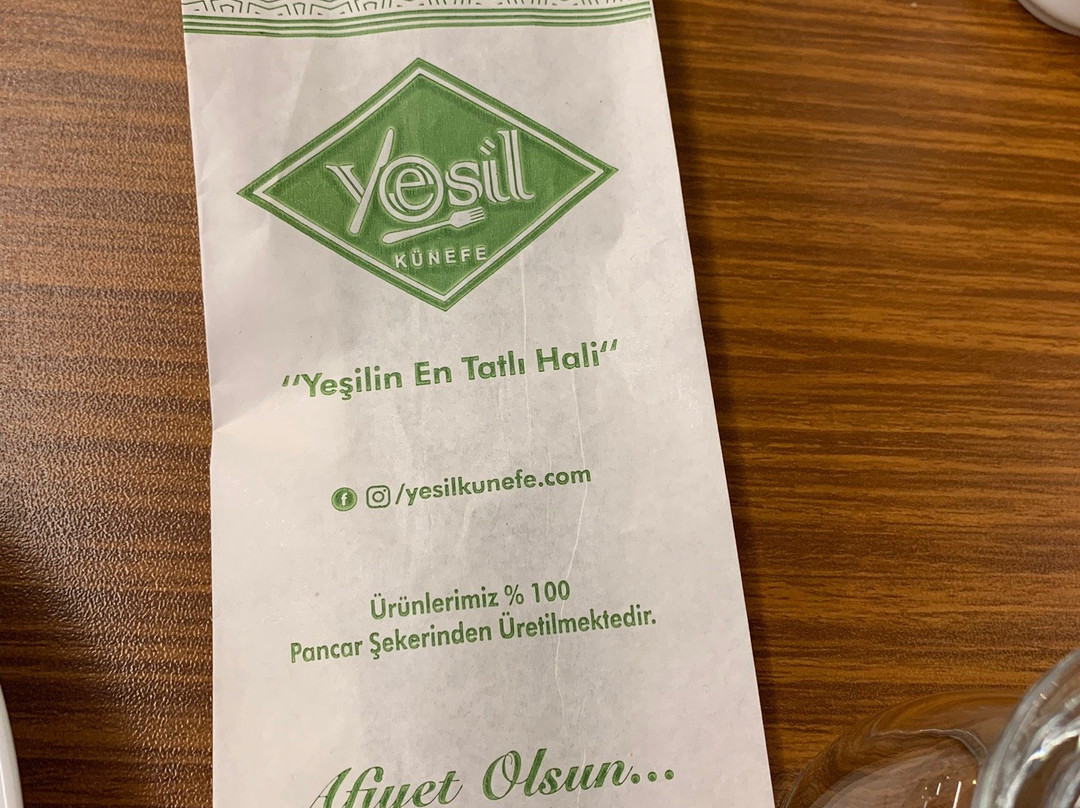 Yeşil
KÜNEFE
"Yeşilin En Tatlı Hali"
/yesilkunefe.com
Ürünlerimiz % 100
Pancar Şekerinden Üretilmektedir.
Afiyet Olsun...